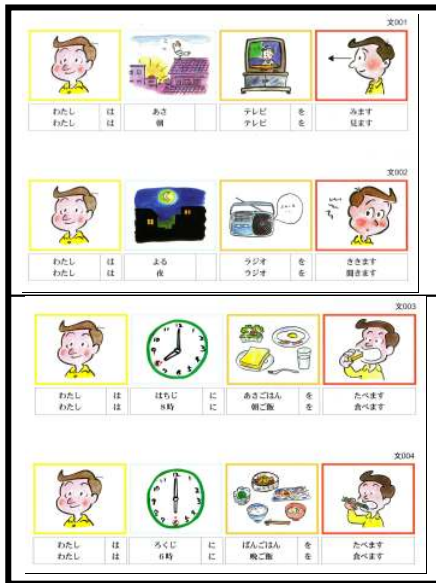 文001
わたし は あさ テレビ を みます
わたし は 朝 テレビ を 見ます
文002
わたし は よる ラジオ を ききます
わたし は 夜 ラジオ を 聞きます
文003
わたし は はちじ に あさごはん を たべます
わたし は 8時 に 朝ご飯 を 食べます
文004
わたし は ろくじ に ばんごはん を たべます
わたし は 6時 に 晩ご飯 を 食べます